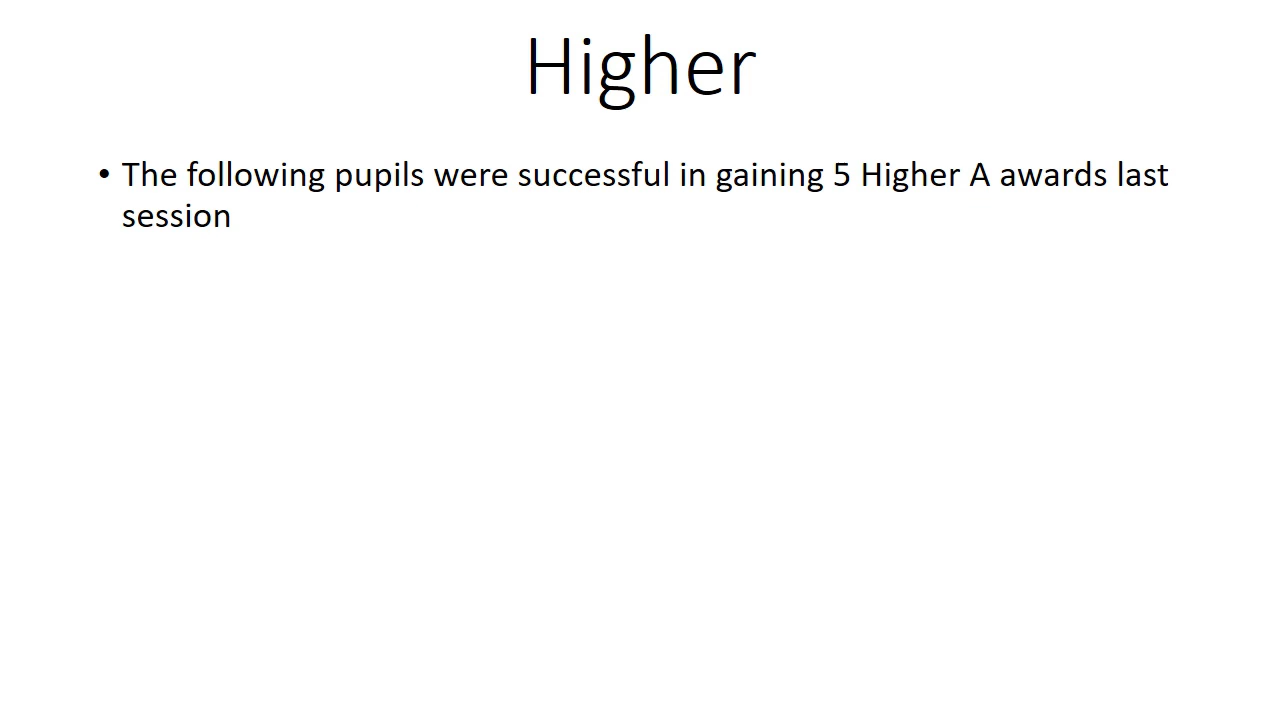 Higher
• The following pupils were successful in gaining 5 Higher A awards last
session